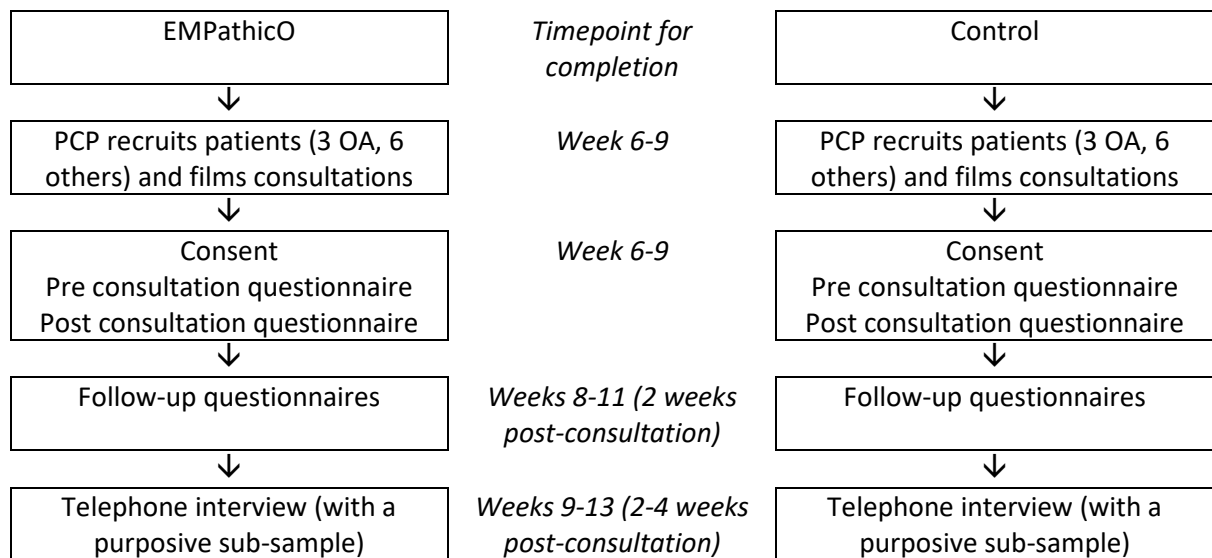 EMPathicO
Timepoint for
completion
Control
PCP recruits patients (3 OA, 6
others) and films consultations
Week 6-9
PCP recruits patients (3 OA, 6
others) and films consultations
Consent
Pre consultation questionnaire
Post consultation questionnaire
Week 6-9
Consent
Pre consultation questionnaire
Post consultation questionnaire
Follow-up questionnaires
Weeks 8-11 (2 weeks
post-consultation)
Follow-up questionnaires
Telephone interview (with a
purposive sub-sample)
Weeks 9-13 (2-4 weeks
post-consultation)
Telephone interview (with a
purposive sub-sample)